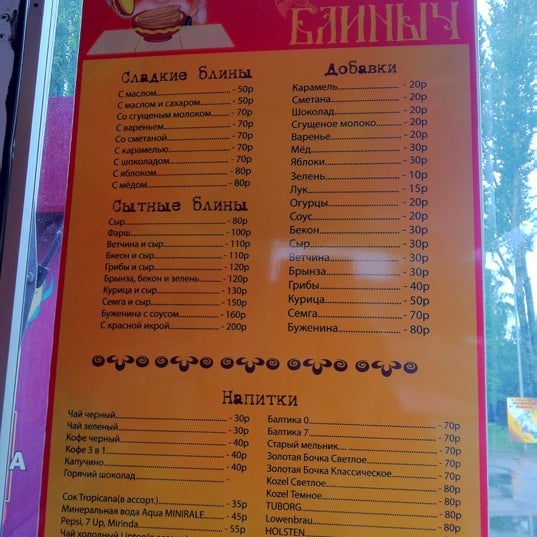 БЛИНЫЧ
Сладкие блины
С маслом - 50р
С маслом и сахаром - 50р
Со сгущеным молоком - 70р
С вареньем - 70р
Со сметаной - 70р
С карамелью - 70р
С шоколадом - 70р
С яблоком - 80р
С мёдом - 80р
Сытные блины
Сыр - 80р
Фарш - 100р
Ветчина и сыр - 110р
Бкеон и сыр - 110р
Грибы и сыр - 120р
Брынза, бекон и зелень - 120р
Курица и сыр - 130р
Семга и сыр - 150р
Буженина с соусом - 160р
С красной икрой - 200р
Добавки
Карамель - 20р
Сметана - 20р
Шоколад - 20р
Сгущеное молоко - 20р
Варенье - 20р
Мёд - 30р
Яблоки - 30р
Зелень - 10р
Лук - 15р
Огурцы - 20р
Соус - 20р
Бекон - 30р
Сыр - 30р
Ветчина - 30р
Брынза - 30р
Грибы - 40р
Курица - 50р
Семга - 70р
Буженина - 80р
Напитки
Чай черный - 30р
Чай зеленый - 30р
Кофе черный - 40р
Кофе 3 в 1 - 40р
Капучино - 40р
Горячий шоколад -
Сок Tropicana(в ассорт.) - 35р
Минеральная вода Aqua MINIRALE - 45р
Pepsi, 7 Up, Mirinda - 55р
Чай холодный Lipton
Балтика 0 - 70р
Балтика 7 - 70р
Старый мельник - 70р
Золотая Бочка Светлое - 70р
Золотая Бочка Классическое - 70р
Kozel Светлое - 80р
Kozel Темное - 80р
TUBORG - 80р
Lowenbrau - 80р
HOLSTEN - 80р
А